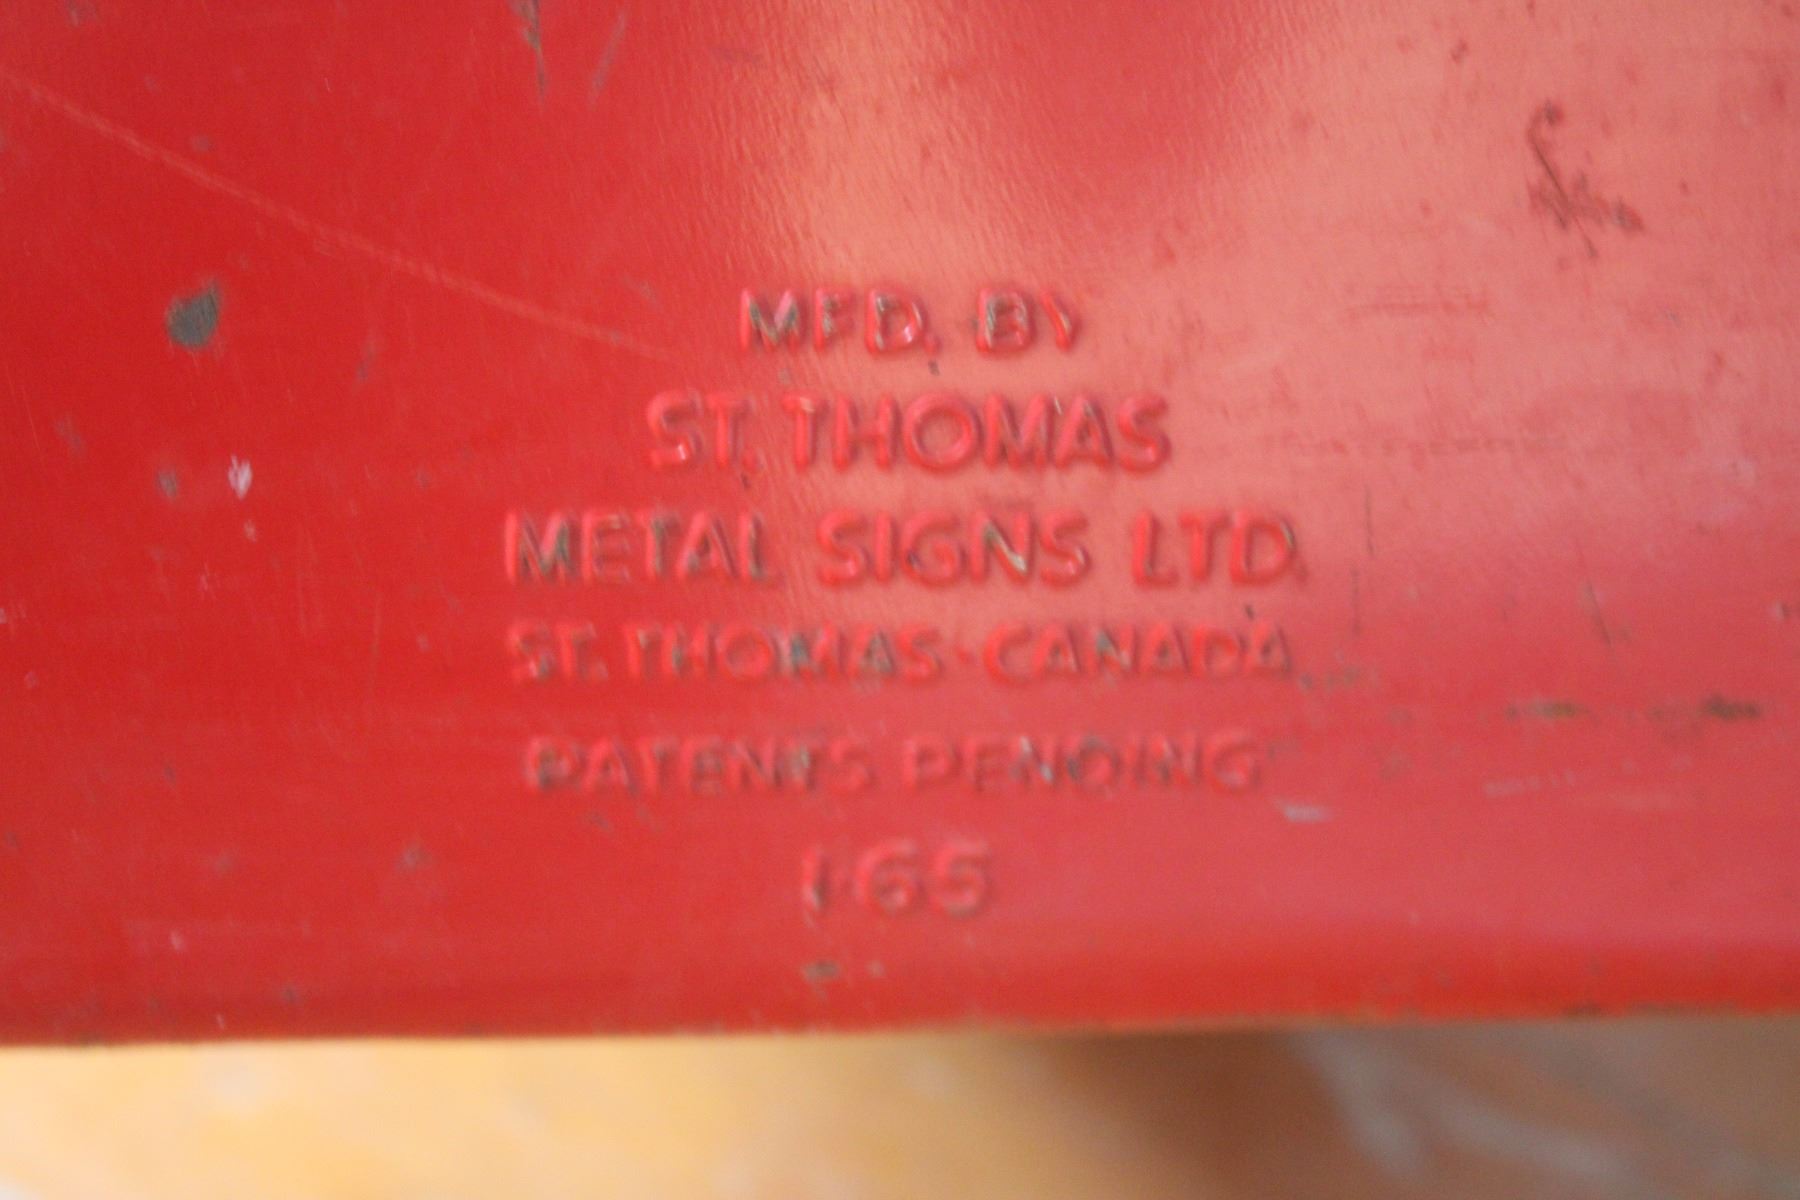 MFD. BY
ST. THOMAS
METAL SIGNS LTD.
ST. THOMAS · CANADA
PATENTS PENDING
165